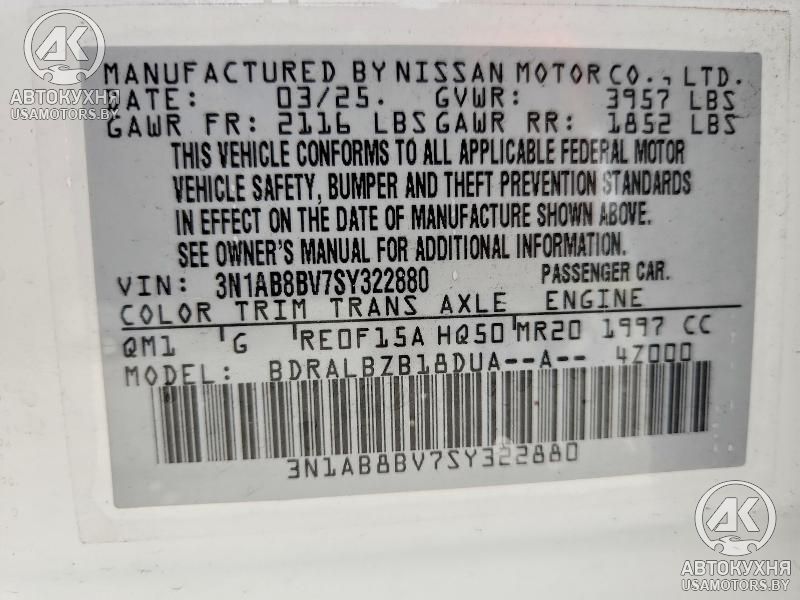 MANUFACTURED BY NISSAN MOTOR CO., LTD.
DATE: 03/25. GVWR: 3957 LBS
GAWR FR: 2116 LBS GAWR RR: 1852 LBS
THIS VEHICLE CONFORMS TO ALL APPLICABLE FEDERAL MOTOR
VEHICLE SAFETY, BUMPER AND THEFT PREVENTION STANDARDS
IN EFFECT ON THE DATE OF MANUFACTURE SHOWN ABOVE.
SEE OWNER'S MANUAL FOR ADDITIONAL INFORMATION.
VIN: 3N1AB8BV7SY322880 PASSENGER CAR.
COLOR TRIM TRANS AXLE ENGINE
QM1 G RE0F15A HQ50 MR20 1997 CC
MODEL: BDRALBZB18DUA--A-- 4Z000
3N1AB8BV7SY322880
АК
АВТОКУХНЯ
USAMOTORS.BY
АК
АВТОКУХНЯ
USAMOTORS.BY